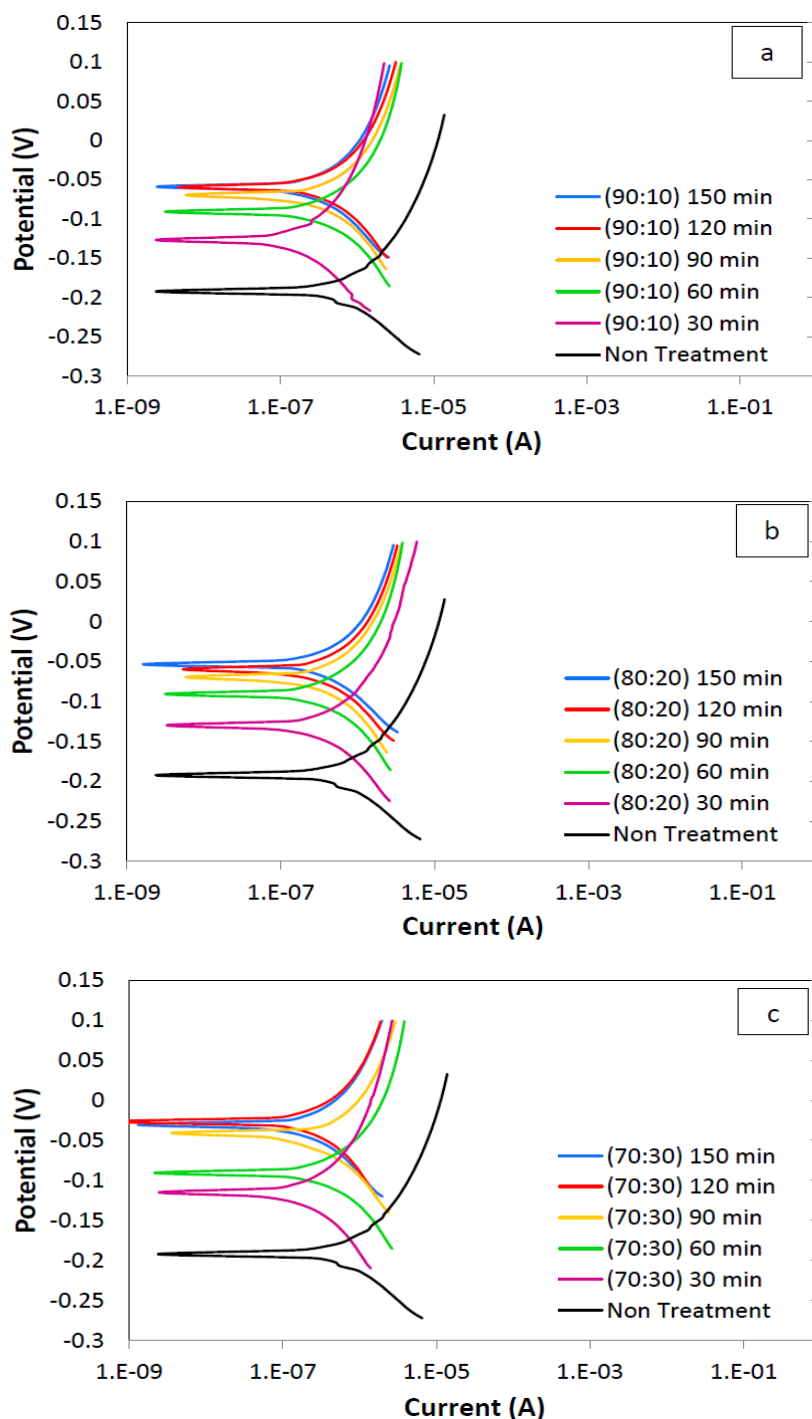 a
0.15
0.1
0.05
0
-0.05
-0.1
-0.15
-0.2
-0.25
-0.3
Potential (V)
(90:10) 150 min
(90:10) 120 min
(90:10) 90 min
(90:10) 60 min
(90:10) 30 min
Non Treatment
1.E-09 1.E-07 1.E-05 1.E-03 1.E-01
Current (A)
b
0.15
0.1
0.05
0
-0.05
-0.1
-0.15
-0.2
-0.25
-0.3
Potential (V)
(80:20) 150 min
(80:20) 120 min
(80:20) 90 min
(80:20) 60 min
(80:20) 30 min
Non Treatment
1.E-09 1.E-07 1.E-05 1.E-03 1.E-01
Current (A)
c
0.15
0.1
0.05
0
-0.05
-0.1
-0.15
-0.2
-0.25
-0.3
Potential (V)
(70:30) 150 min
(70:30) 120 min
(70:30) 90 min
(70:30) 60 min
(70:30) 30 min
Non Treatment
1.E-09 1.E-07 1.E-05 1.E-03 1.E-01
Current (A)